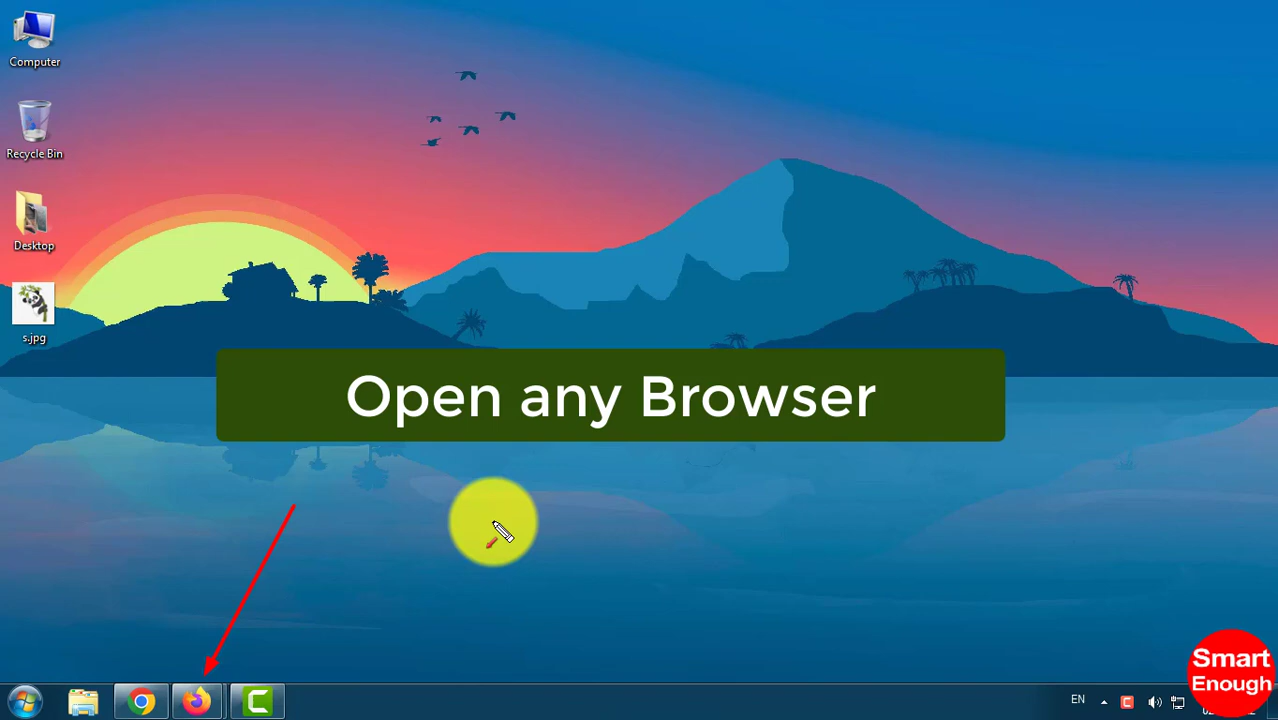 Computer
Recycle Bin
Desktop
s.jpg
Open any Browser
EN
Smart
Enough